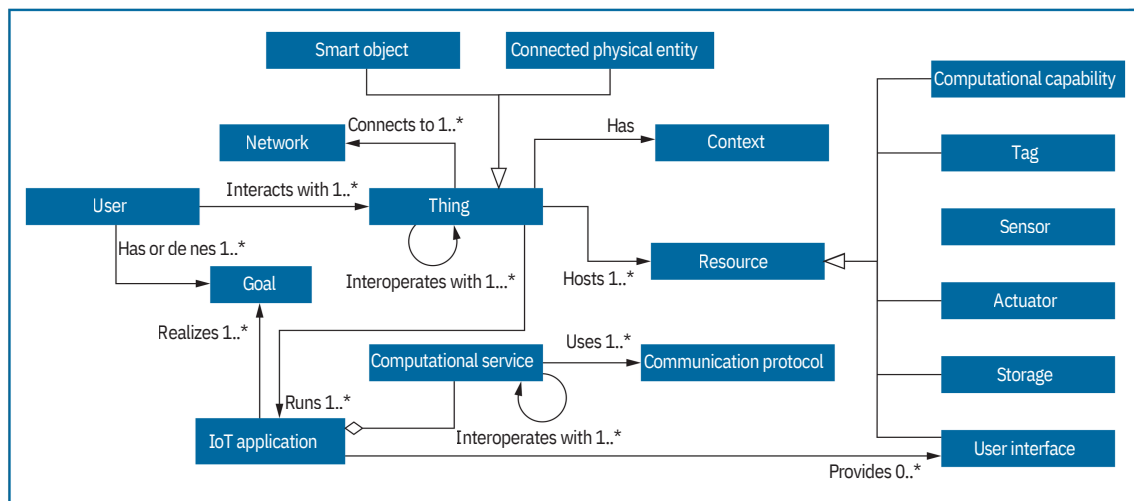 Smart object
Connected physical entity
Computational capability
Connects to 1..*
Has
Network
Context
Tag
Interacts with 1..*
User
Thing
Sensor
Has or de nes 1..*
Interoperates with 1...*
Hosts 1..*
Resource
Goal
Actuator
Realizes 1..*
Uses 1..*
Computational service
Communication protocol
Storage
Runs 1..*
IoT application
Interoperates with 1..*
User interface
Provides 0..*